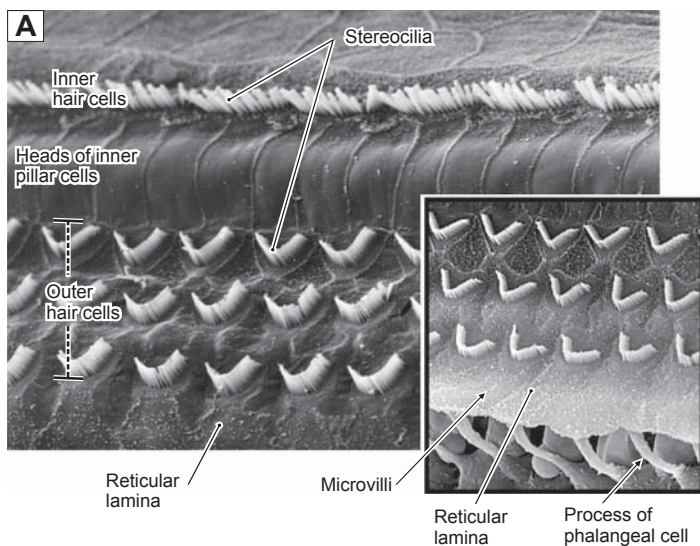 A
Stereocilia
Inner
hair cells
Heads of inner
pillar cells
Outer
hair cells
Reticular
lamina
Microvilli
Reticular
lamina
Process of
phalangeal cell